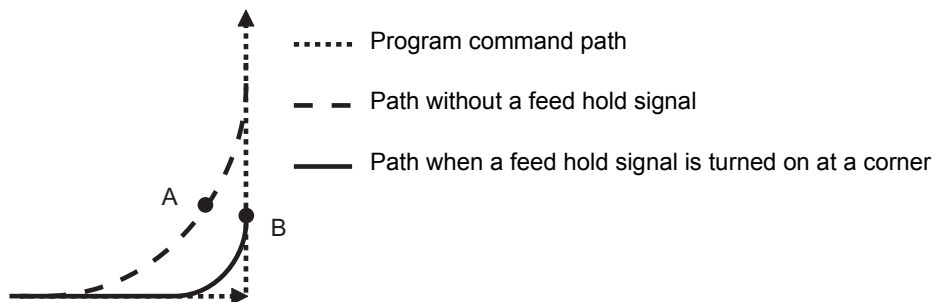 Program command path
Path without a feed hold signal
Path when a feed hold signal is turned on at a corner
A
B